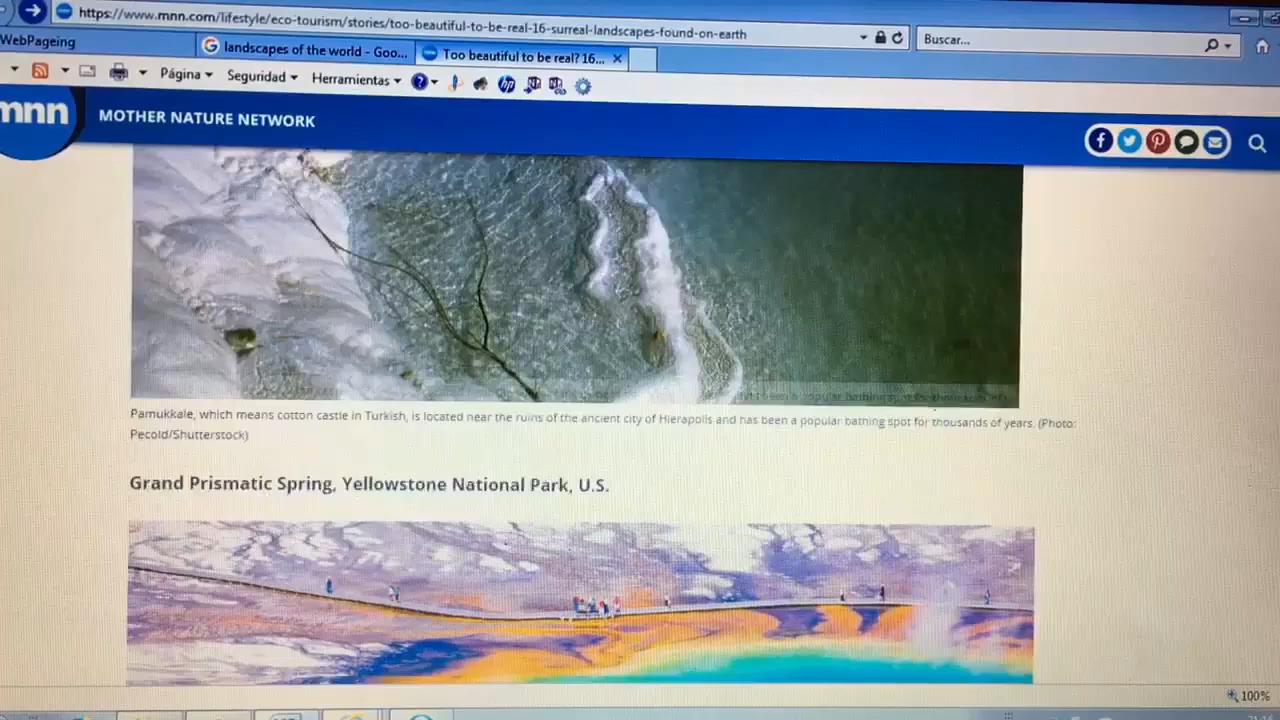 https://www.mnn.com/lifestyle/eco-tourism/stories/too-beautiful-to-be-real-16-surreal-landscapes-found-on-earth
Buscar...
WebPageing
landscapes of the world - Goo...
Too beautiful to be real? 16...
Página
Seguridad
Herramientas
mnn
MOTHER NATURE NETWORK
Pamukkale, which means cotton castle in Turkish, is located near the ruins of the ancient city of Hierapolis and has been a popular bathing spot for thousands of years. (Photo:
Pecold/Shutterstock)
Grand Prismatic Spring, Yellowstone National Park, U.S.
100%